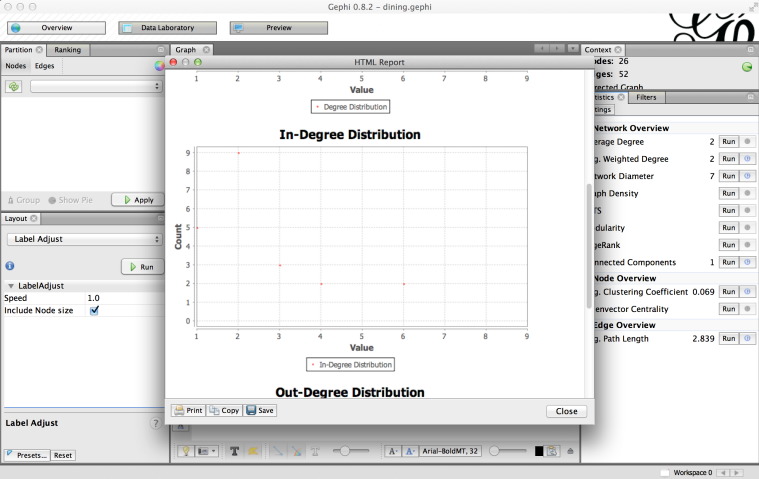 Gephi 0.8.2 – dining.gephi
Overview
Data Laboratory
Preview
Partition
Ranking
Nodes
Edges
Group
Show Pie
Apply
Layout
Label Adjust
Run
LabelAdjust
Speed 1.0
Include Node size
Label Adjust
?
Presets...
Reset
Graph
HTML Report
1 2 3 4 5 6 7 8 9
Value
Degree Distribution
In-Degree Distribution
9
8
7
6
5
4
3
2
1
0
Count
1 2 3 4 5 6 7 8 9
Value
In-Degree Distribution
Out-Degree Distribution
Print
Copy
Save
Close
T
A-
A-
Arial-BoldMT, 32
Context
des: 26
ges: 52
rected Graph
tistics
Filters
tings
Network Overview
erage Degree 2 Run
g. Weighted Degree 2 Run
twork Diameter 7 Run
aph Density Run
TS Run
dularity Run
geRank Run
nnected Components 1 Run
Node Overview
g. Clustering Coefficient 0.069 Run
envector Centrality Run
Edge Overview
g. Path Length 2.839 Run
Workspace 0